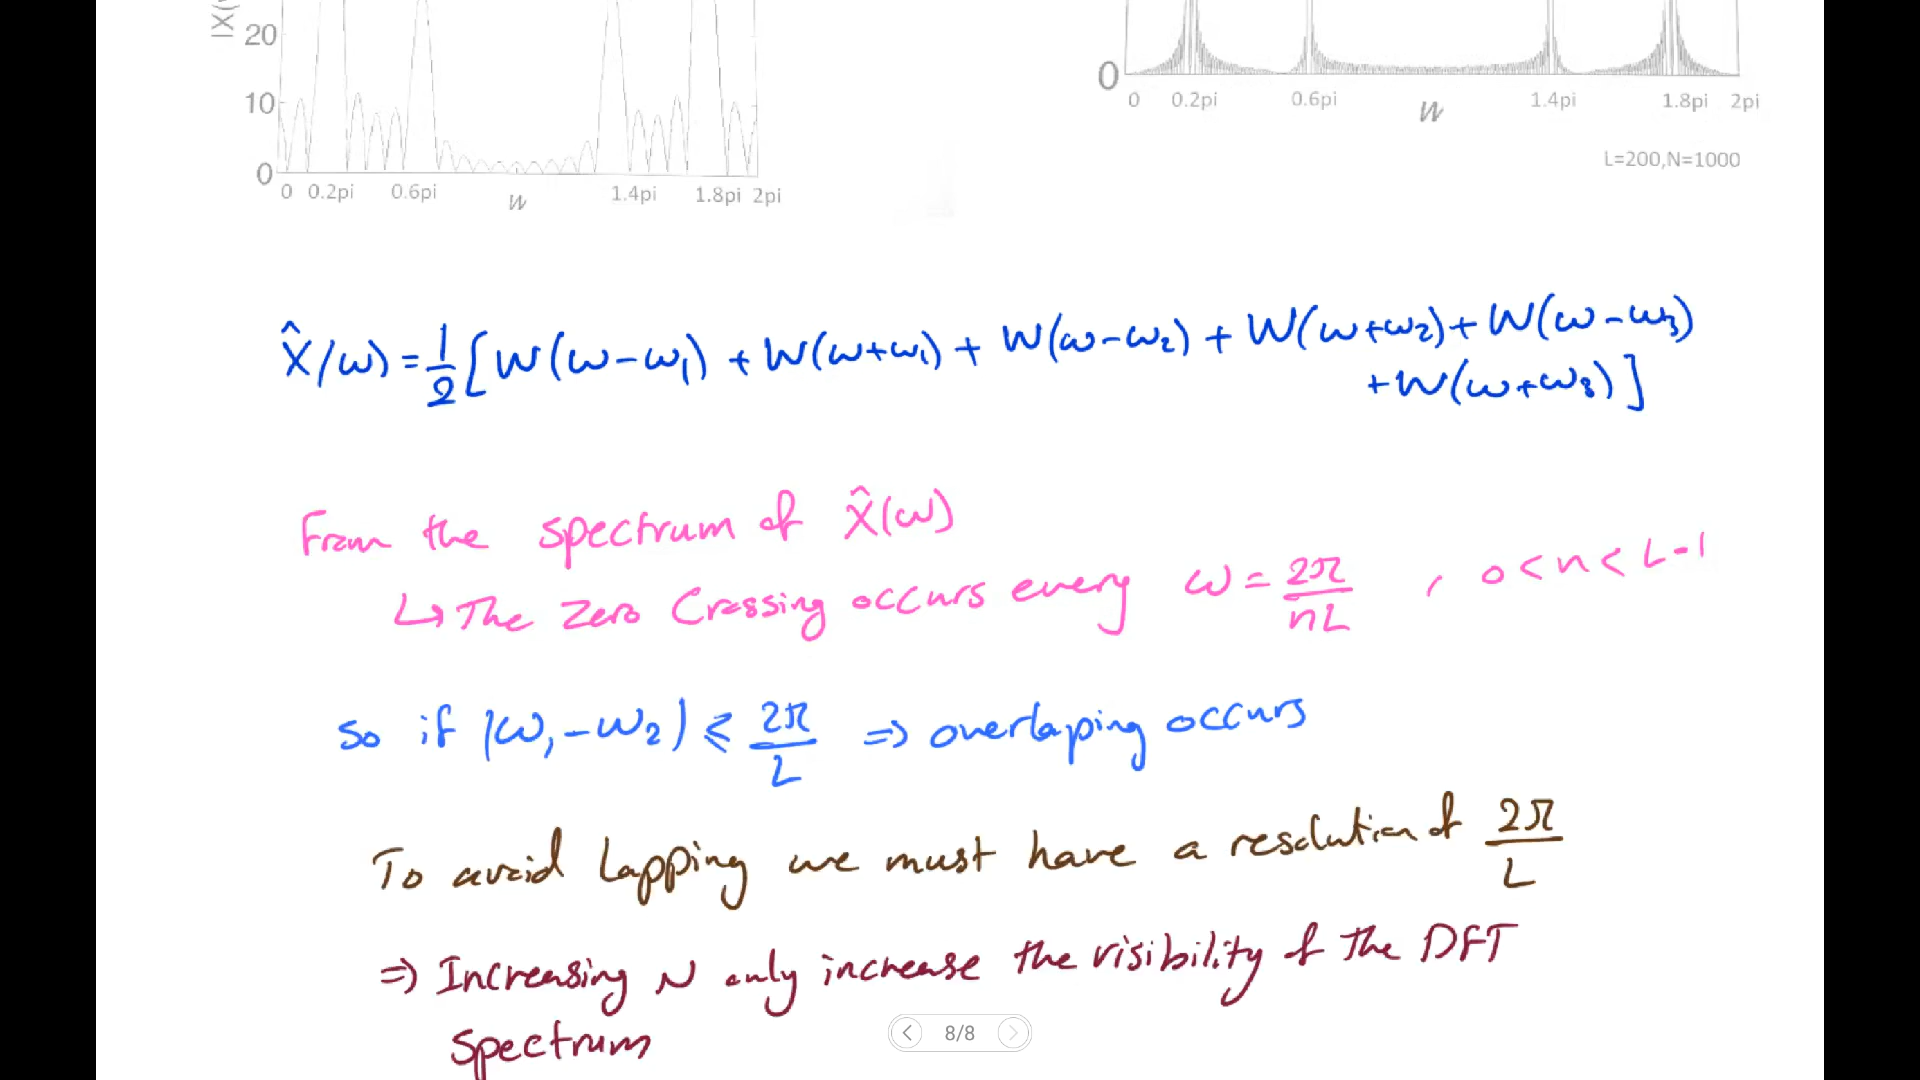 |X(
20
10
0
0 0.2pi 0.6pi 1.4pi 1.8pi 2pi
W
0
0 0.2pi 0.6pi 1.4pi 1.8pi 2pi
W
L=200,N=1000
X̂(ω) = 1/2 [W(ω-ω₁) + W(ω+ω₁) + W(ω-ω₂) + W(ω+ω₂) + W(ω-ω₃)
+W(ω+ω₃)]
From the spectrum of X̂(ω)
↳ The Zero Crossing occurs every ω = 2π/nL , 0<n<L-1
So if |ω₁-ω₂| ≤ 2π/L ⇒ overlaping occurs
To avoid Lapping we must have a resolution of 2π/L
⇒ Increasing N only increase the visibility of the DFT
Spectrum
8/8